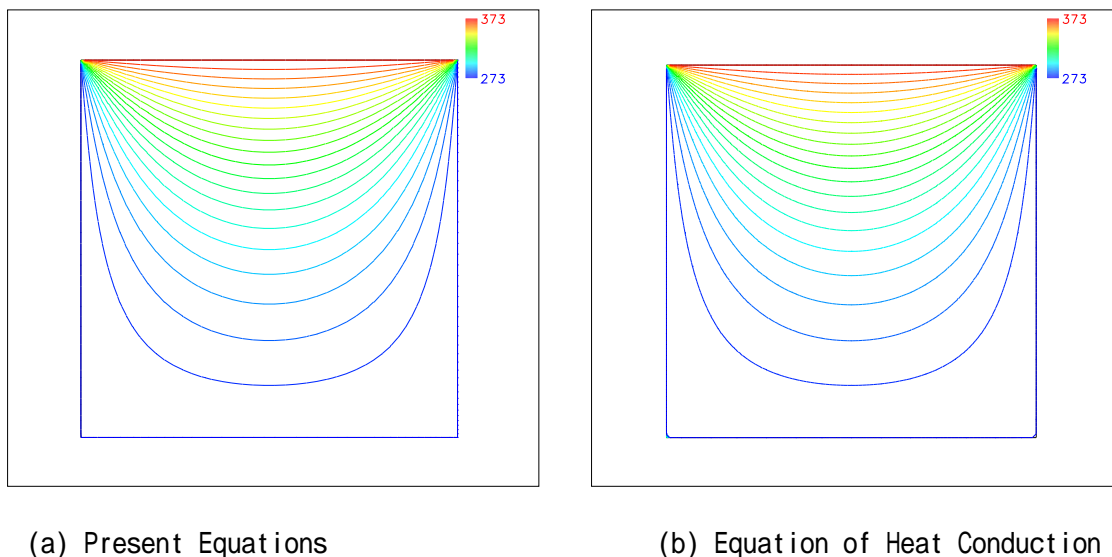 373
273
373
273
(a) Present Equations
(b) Equation of Heat Conduction